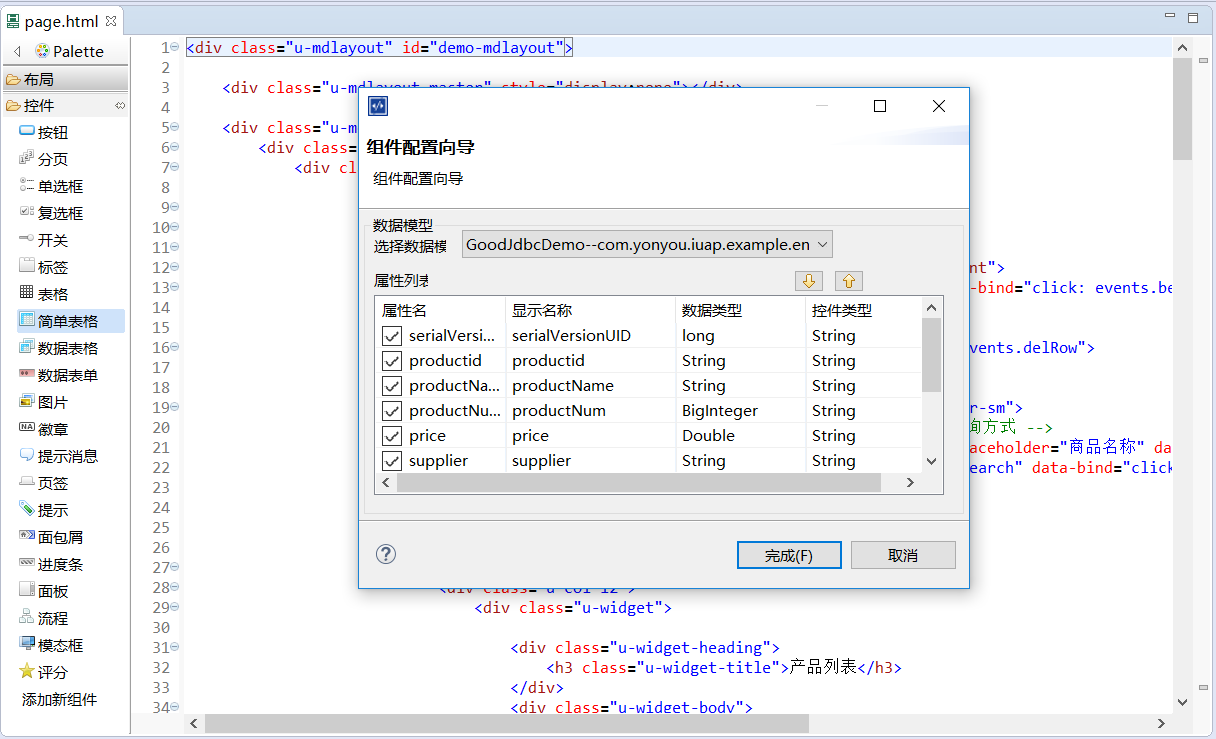 page.html
Palette
布局
控件
按钮
分页
单选框
复选框
开关
标签
表格
简单表格
数据表格
数据表单
图片
徽章
提示消息
页签
提示
面包屑
进度条
面板
流程
模态框
评分
添加新组件
1 <div class="u-mdlayout" id="demo-mdlayout">
2
3 <div class="u-mdlayout-master" style="display:none"></div>
4
5 <div class="u-m
6 <div class=
7 <div cl
8
9
10
11
12 nt">
13 -bind="click: events.be
14
15
16 vents.delRow">
17
18
19 r-sm">
20 询方式 -->
21 aceholder="商品名称" da
22 earch" data-bind="click
23
24
25
26
27
28 <div class="u-col-12">
29 <div class="u-widget">
30
31 <div class="u-widget-heading">
32 <h3 class="u-widget-title">产品列表</h3>
33 </div>
34 <div class="u-widget-body">
组件配置向导
组件配置向导
数据模型
选择数据模 GoodJdbcDemo--com.yonyou.iuap.example.en
属性列表
属性名 显示名称 数据类型 控件类型
serialVersi... serialVersionUID long String
productid productid String String
productNa... productName String String
productNu... productNum BigInteger String
price price Double String
supplier supplier String String
完成(F) 取消